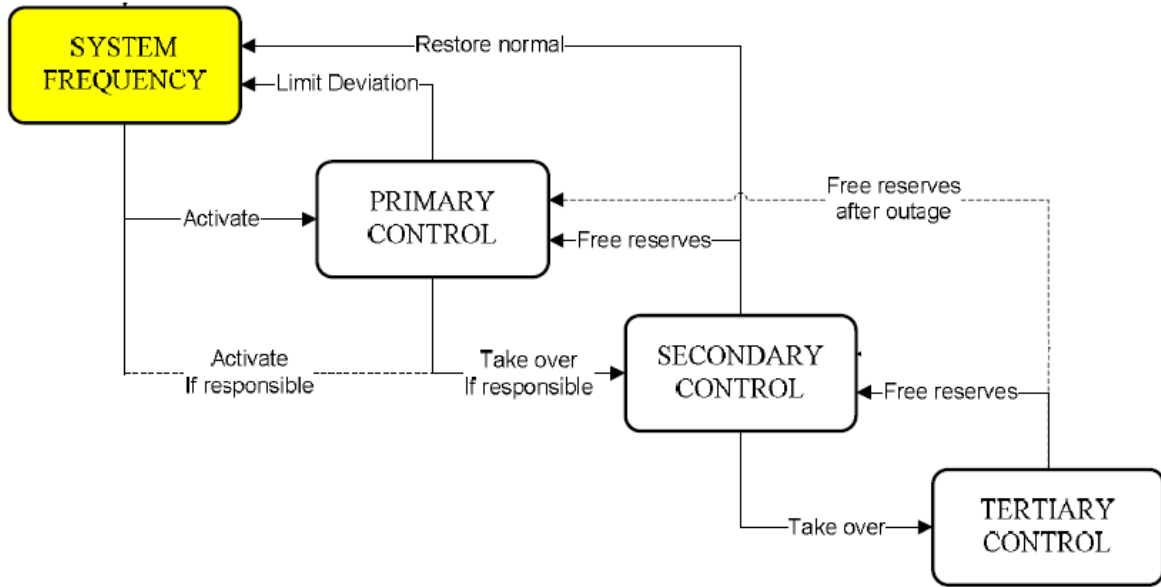 SYSTEM
FREQUENCY
Restore normal
Limit Deviation
PRIMARY
CONTROL
Activate
Free reserves
after outage
Free reserves
Activate
If responsible
Take over
If responsible
SECONDARY
CONTROL
Free reserves
Take over
TERTIARY
CONTROL